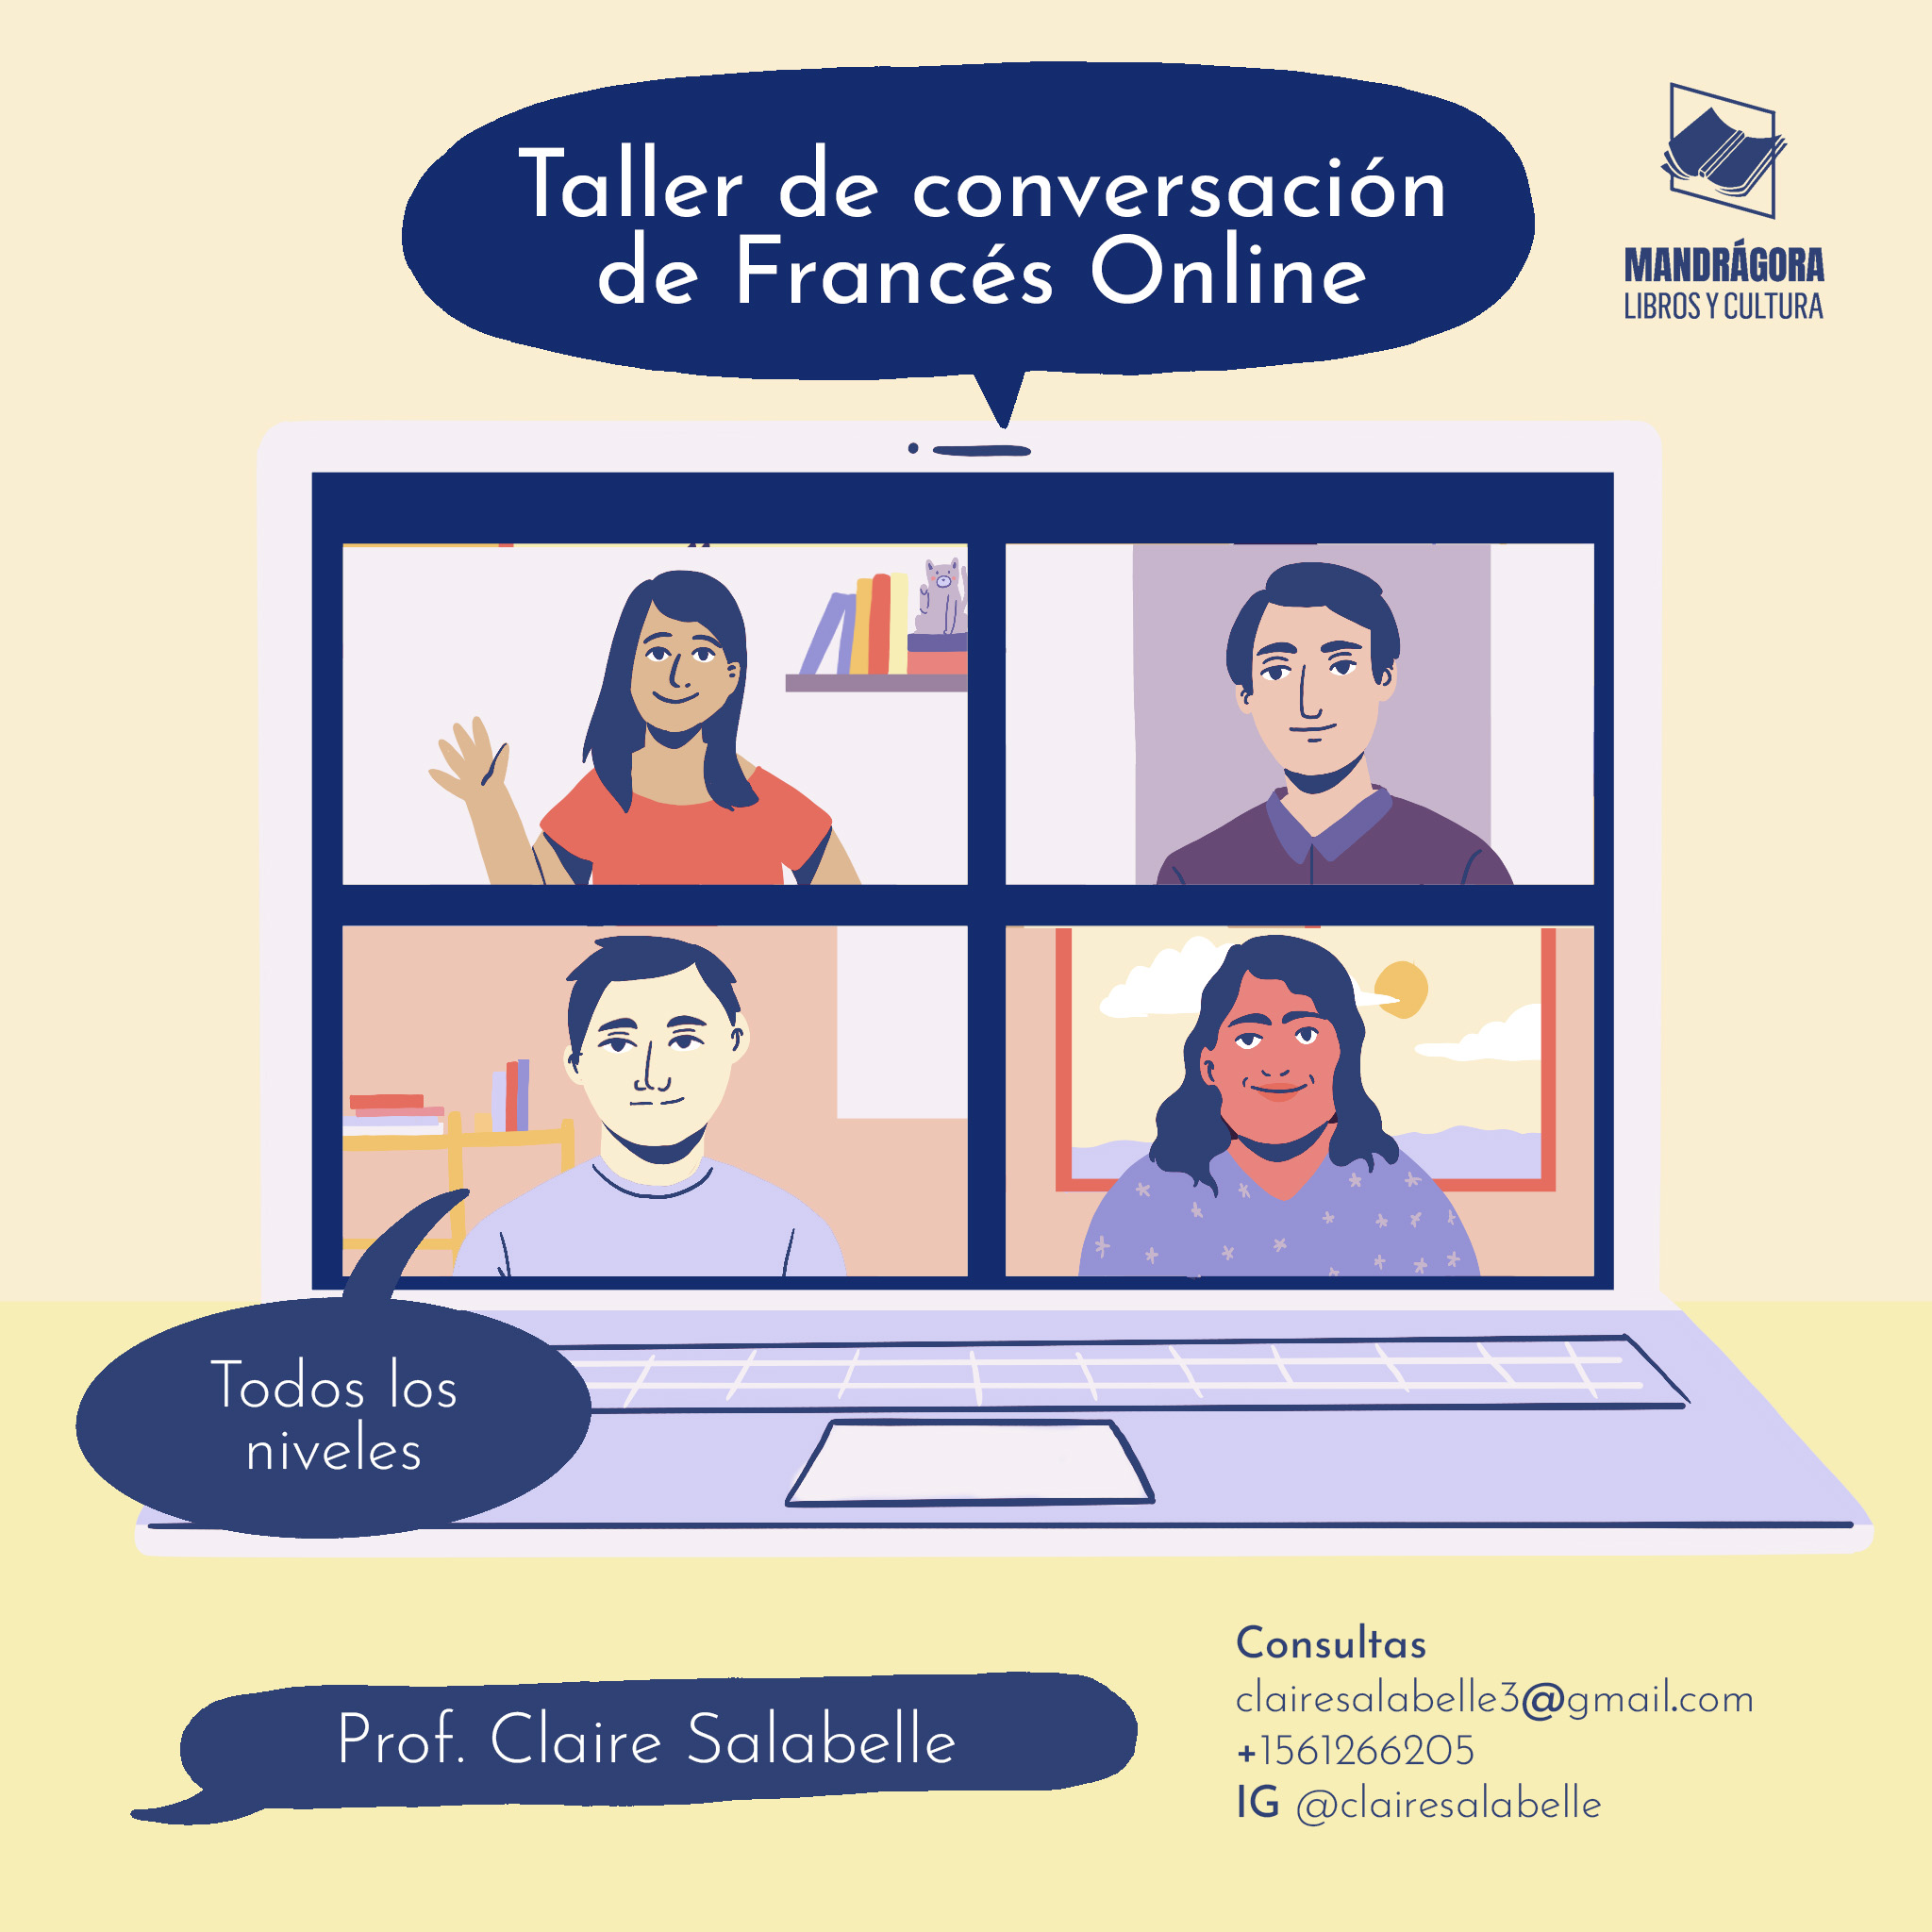 Taller de conversación
de Francés Online
MANDRÁGORA
LIBROS Y CULTURA
Todos los
niveles
Prof. Claire Salabelle
Consultas
clairesalabelle3@gmail.com
+1561266205
IG @clairesalabelle